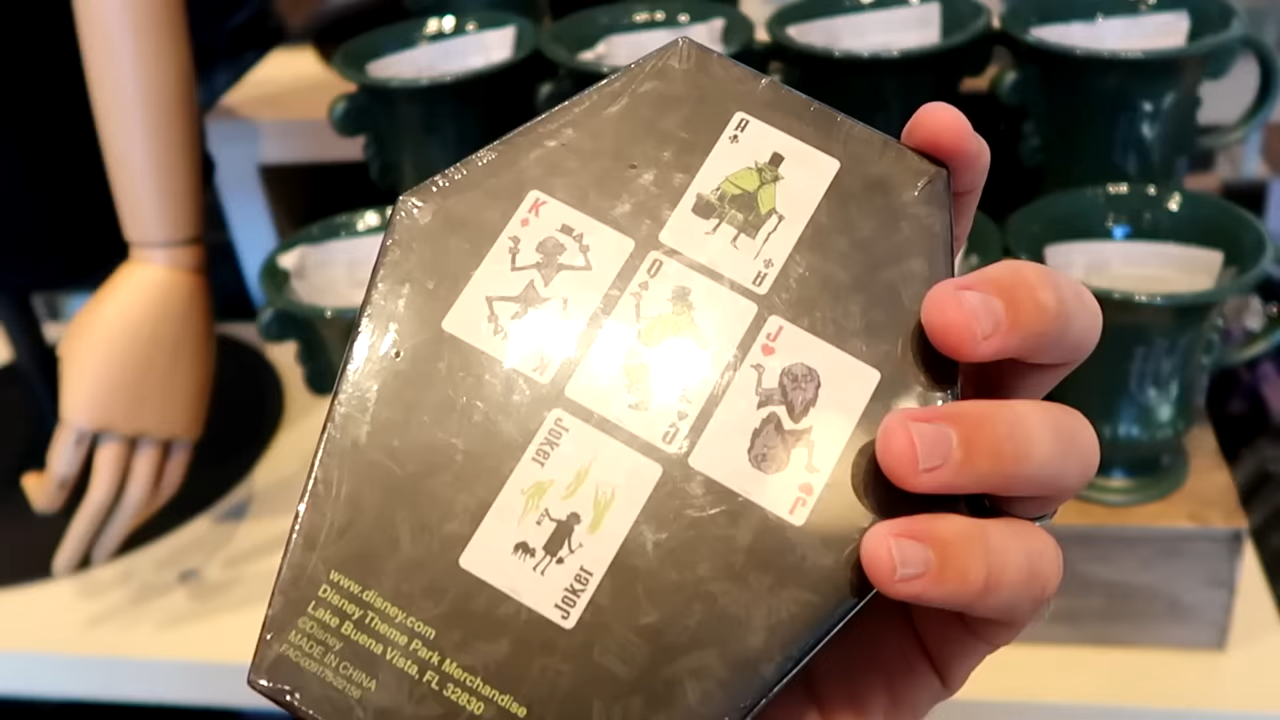 A
A
K
K
Q
Q
J
J
Joker
Joker
www.disney.com
Disney Theme Park Merchandise
Lake Buena Vista, FL 32830
©Disney
MADE IN CHINA